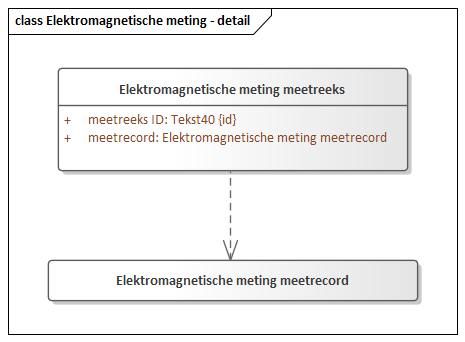 class Elektromagnetische meting - detail
Elektromagnetische meting meetreeks
+ meetreeks ID: Tekst40 {id}
+ meetrecord: Elektromagnetische meting meetrecord
Elektromagnetische meting meetrecord